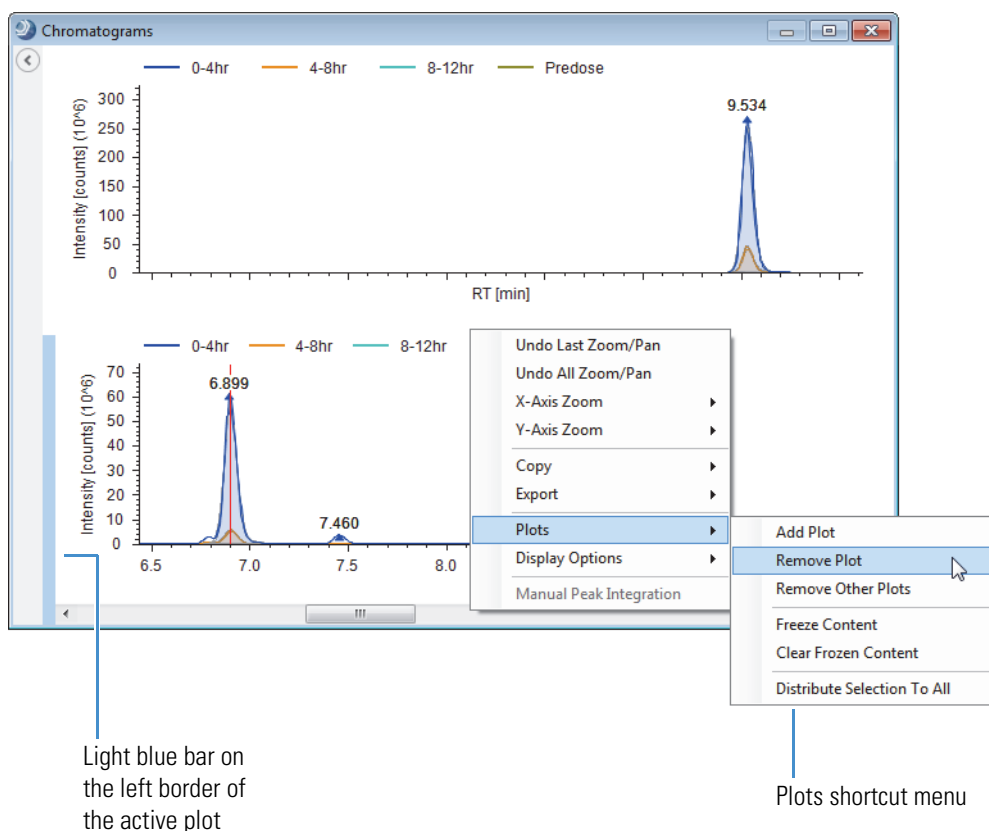 Chromatograms
0-4hr 4-8hr 8-12hr Predose
Intensity [counts] (10^6)
300
250
200
150
100
50
0
9.534
RT [min]
0-4hr 4-8hr 8-12hr
Intensity [counts] (10^6)
70
60
50
40
30
20
10
0
6.899
7.460
6.5 7.0 7.5 8.0
Undo Last Zoom/Pan
Undo All Zoom/Pan
X-Axis Zoom
Y-Axis Zoom
Copy
Export
Plots
Display Options
Manual Peak Integration
Add Plot
Remove Plot
Remove Other Plots
Freeze Content
Clear Frozen Content
Distribute Selection To All
Light blue bar on
the left border of
the active plot
Plots shortcut menu